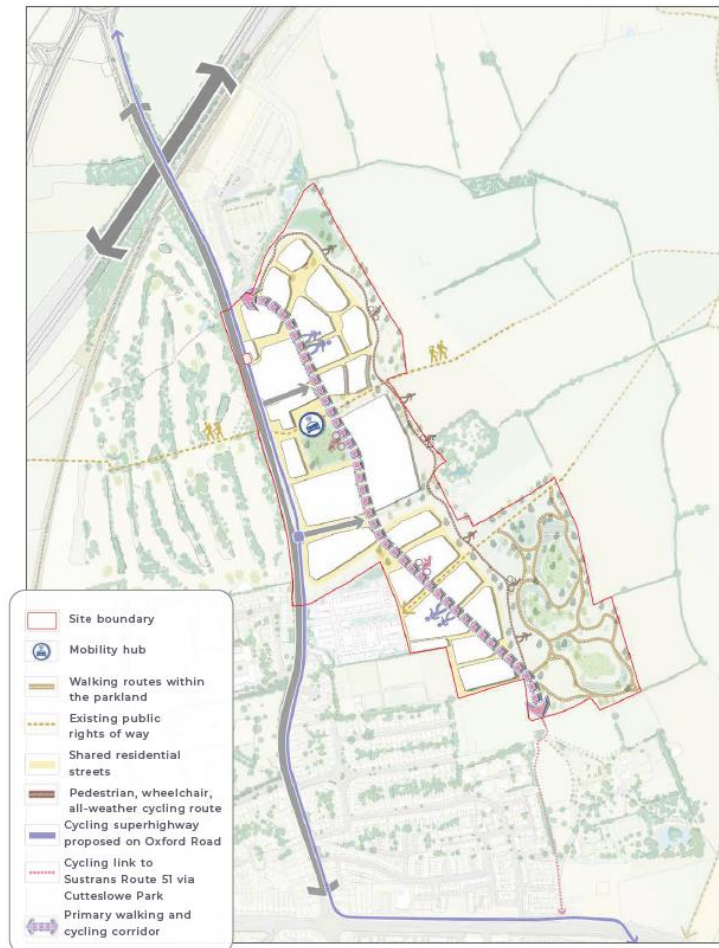 Site boundary
Mobility hub
Walking routes within
the parkland
Existing public
rights of way
Shared residential
streets
Pedestrian, wheelchair,
all-weather cycling route
Cycling superhighway
proposed on Oxford Road
Cycling link to
Sustrans Route 51 via
Cutteslowe Park
Primary walking and
cycling corridor